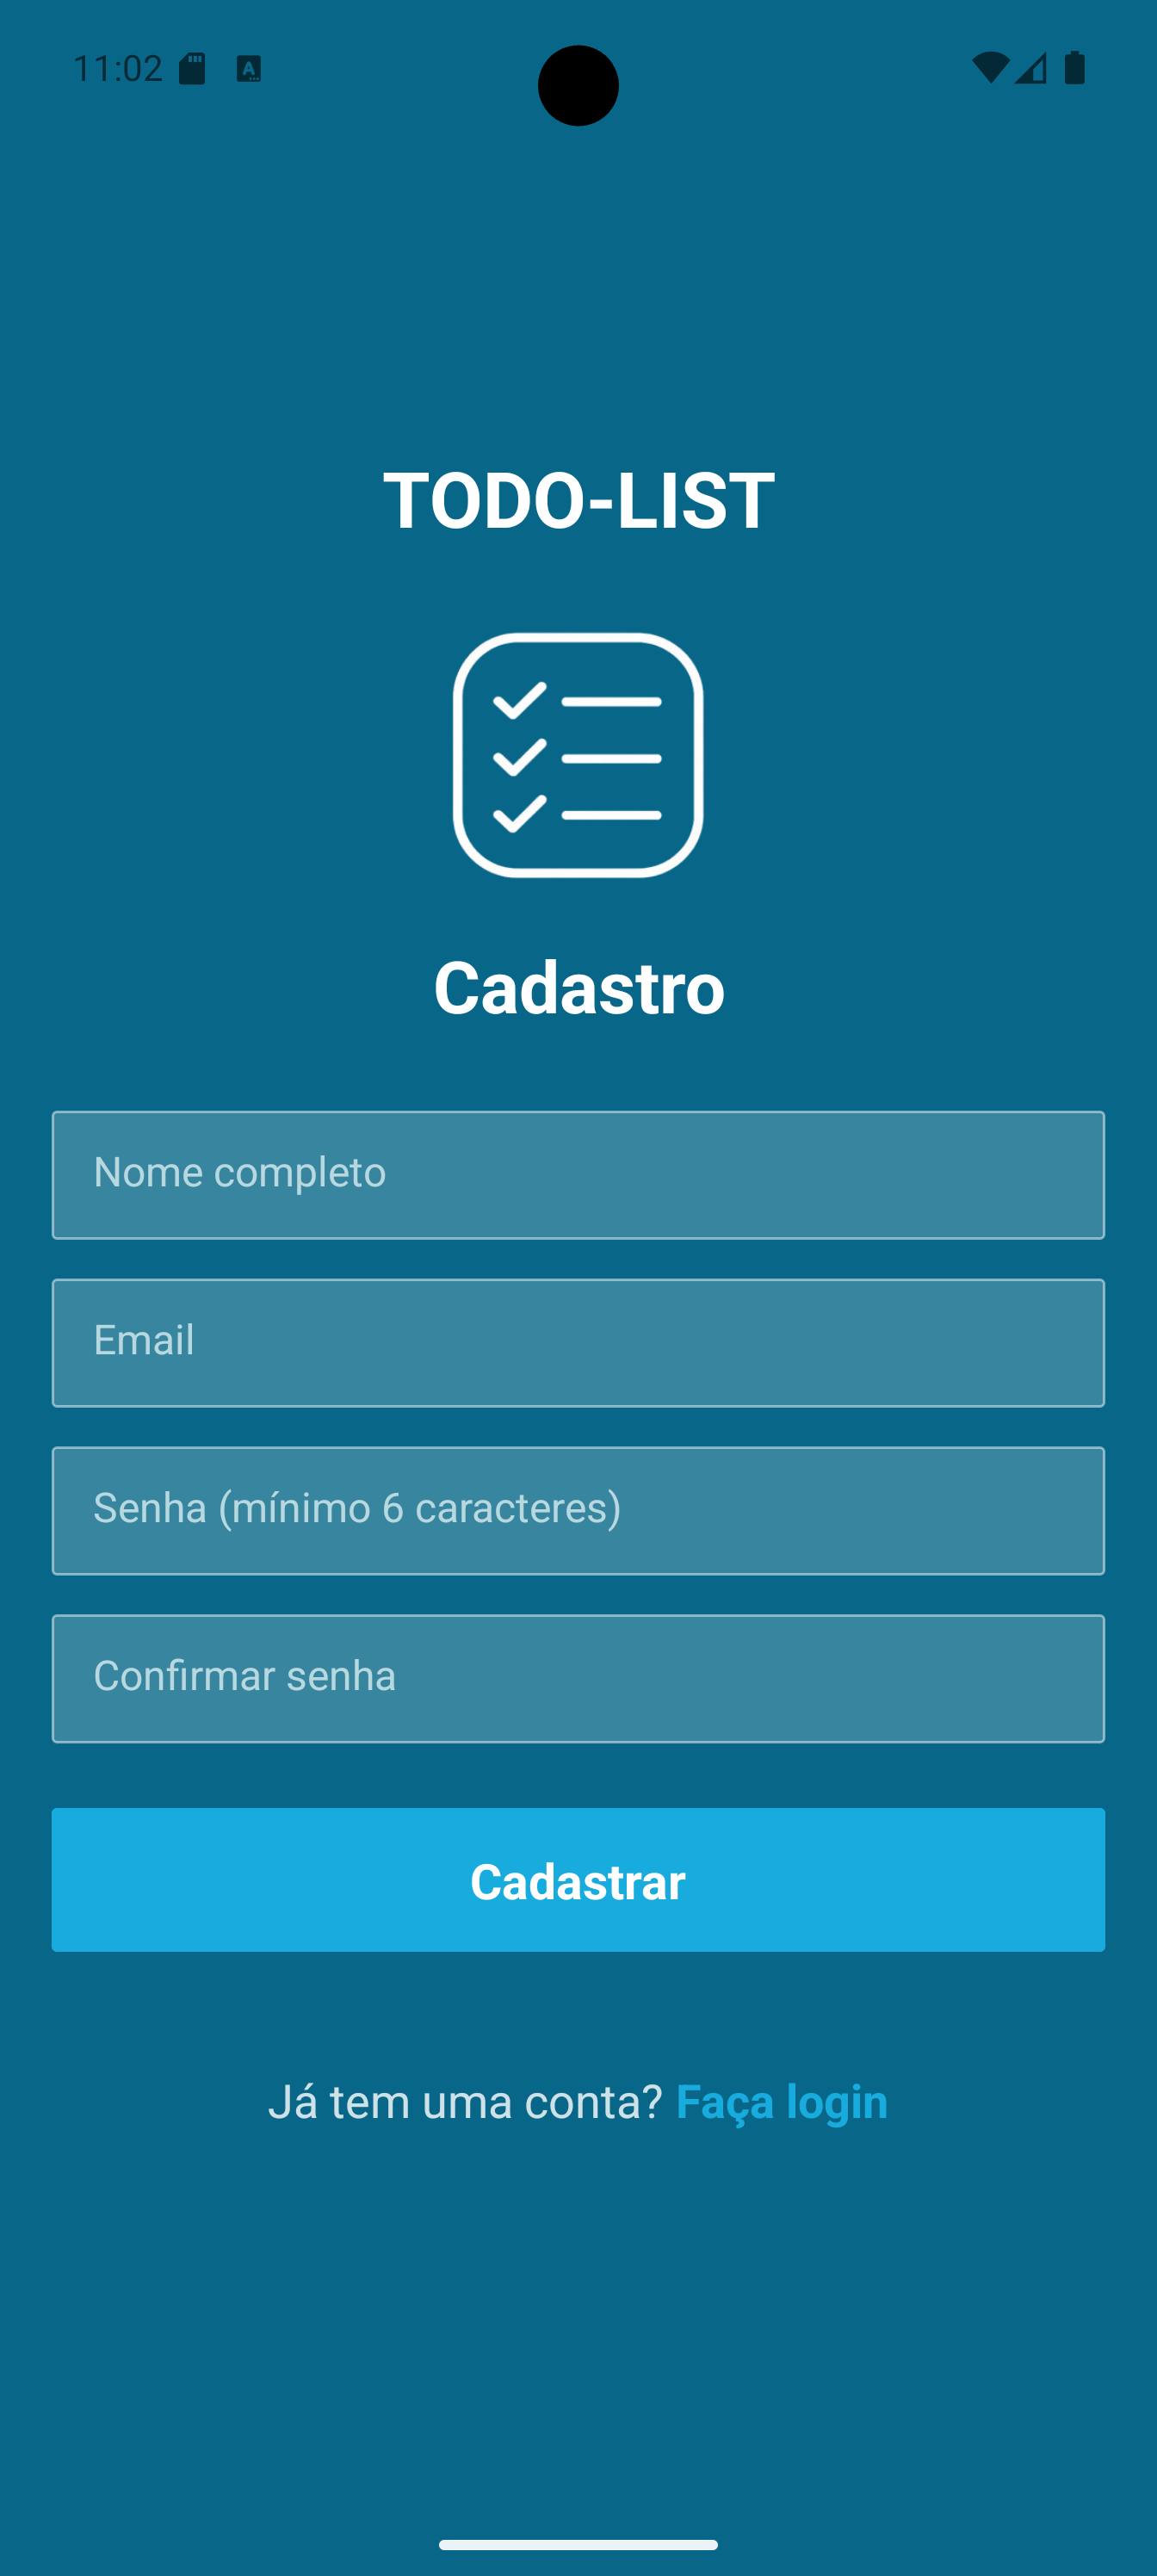 11:02
TODO-LIST
Cadastro
Nome completo
Email
Senha (mínimo 6 caracteres)
Confirmar senha
Cadastrar
Já tem uma conta? Faça login